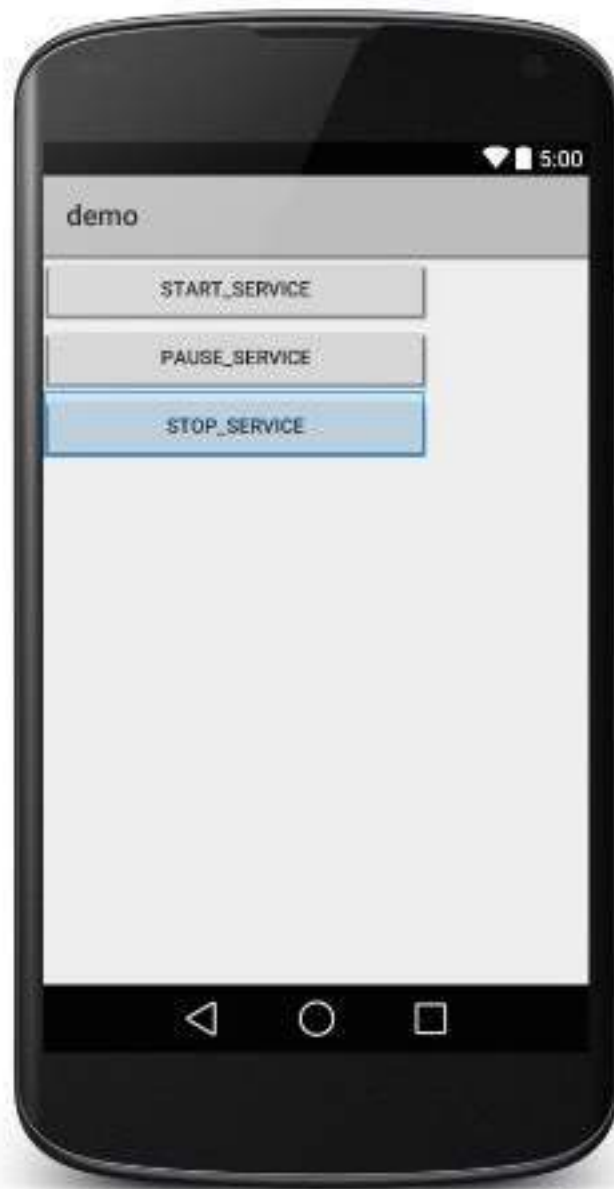 5:00
demo
START_SERVICE
PAUSE_SERVICE
STOP_SERVICE